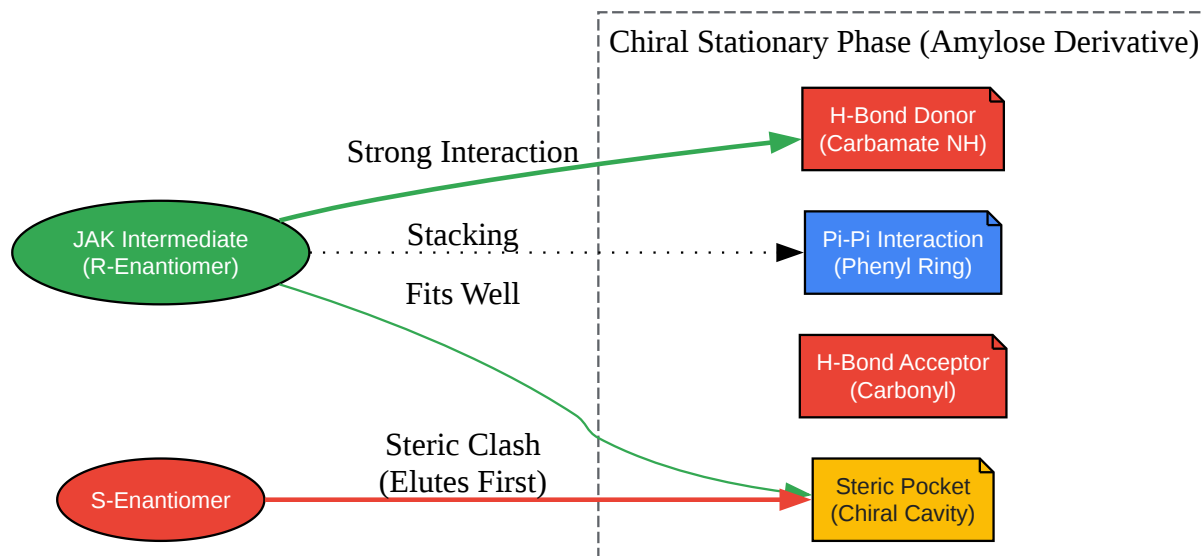 Chiral Stationary Phase (Amylose Derivative)
H-Bond Donor
(Carbamate NH)
Strong Interaction
JAK Intermediate
(R-Enantiomer)
Stacking
Pi-Pi Interaction
(Phenyl Ring)
Fits Well
H-Bond Acceptor
(Carbonyl)
Steric Clash
(Elutes First)
S-Enantiomer
Steric Pocket
(Chiral Cavity)